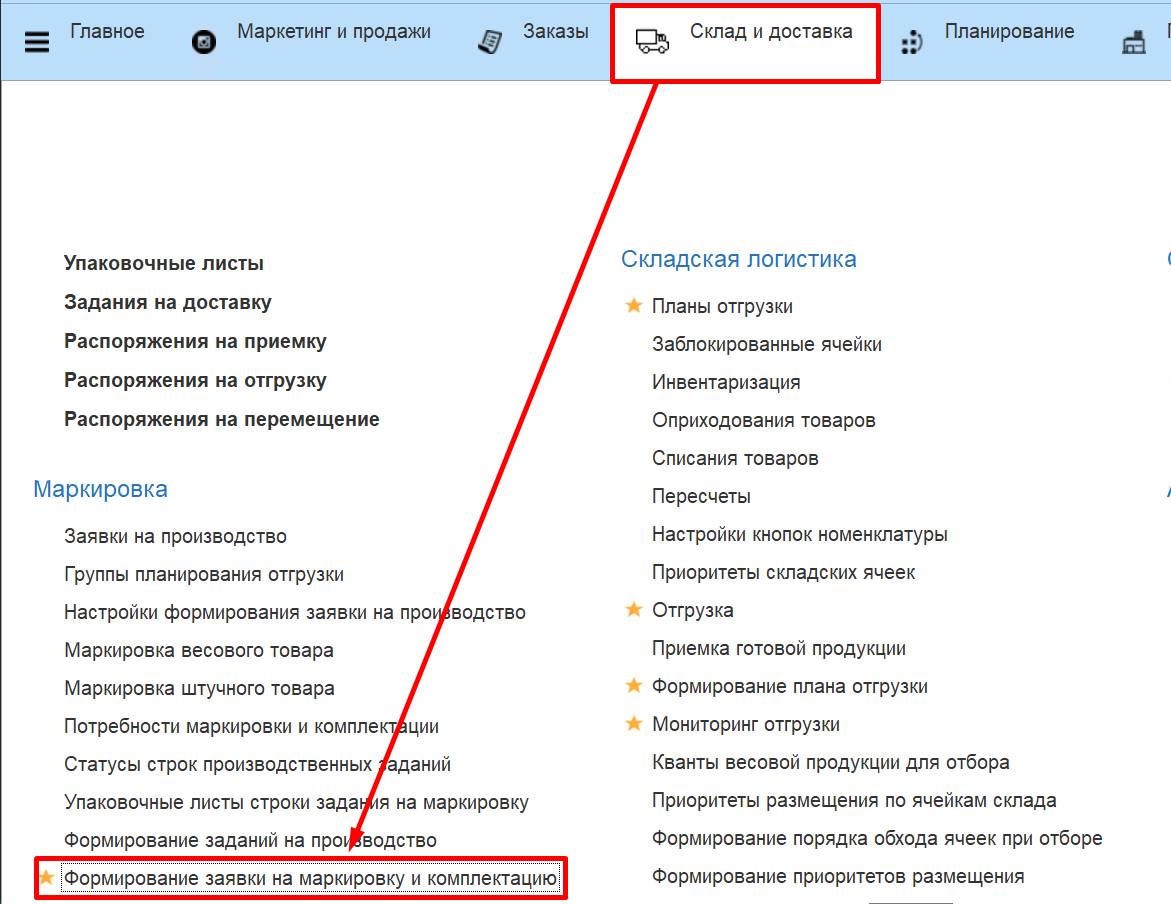 Главное
Маркетинг и продажи
Заказы
Склад и доставка
Планирование
Упаковочные листы
Задания на доставку
Распоряжения на приемку
Распоряжения на отгрузку
Распоряжения на перемещение
Маркировка
Заявки на производство
Группы планирования отгрузки
Настройки формирования заявки на производство
Маркировка весового товара
Маркировка штучного товара
Потребности маркировки и комплектации
Статусы строк производственных заданий
Упаковочные листы строки задания на маркировку
Формирование заданий на производство
Формирование заявки на маркировку и комплектацию
Складская логистика
Планы отгрузки
Заблокированные ячейки
Инвентаризация
Оприходования товаров
Списания товаров
Пересчеты
Настройки кнопок номенклатуры
Приоритеты складских ячеек
Отгрузка
Приемка готовой продукции
Формирование плана отгрузки
Мониторинг отгрузки
Кванты весовой продукции для отбора
Приоритеты размещения по ячейкам склада
Формирование порядка обхода ячеек при отборе
Формирование приоритетов размещения